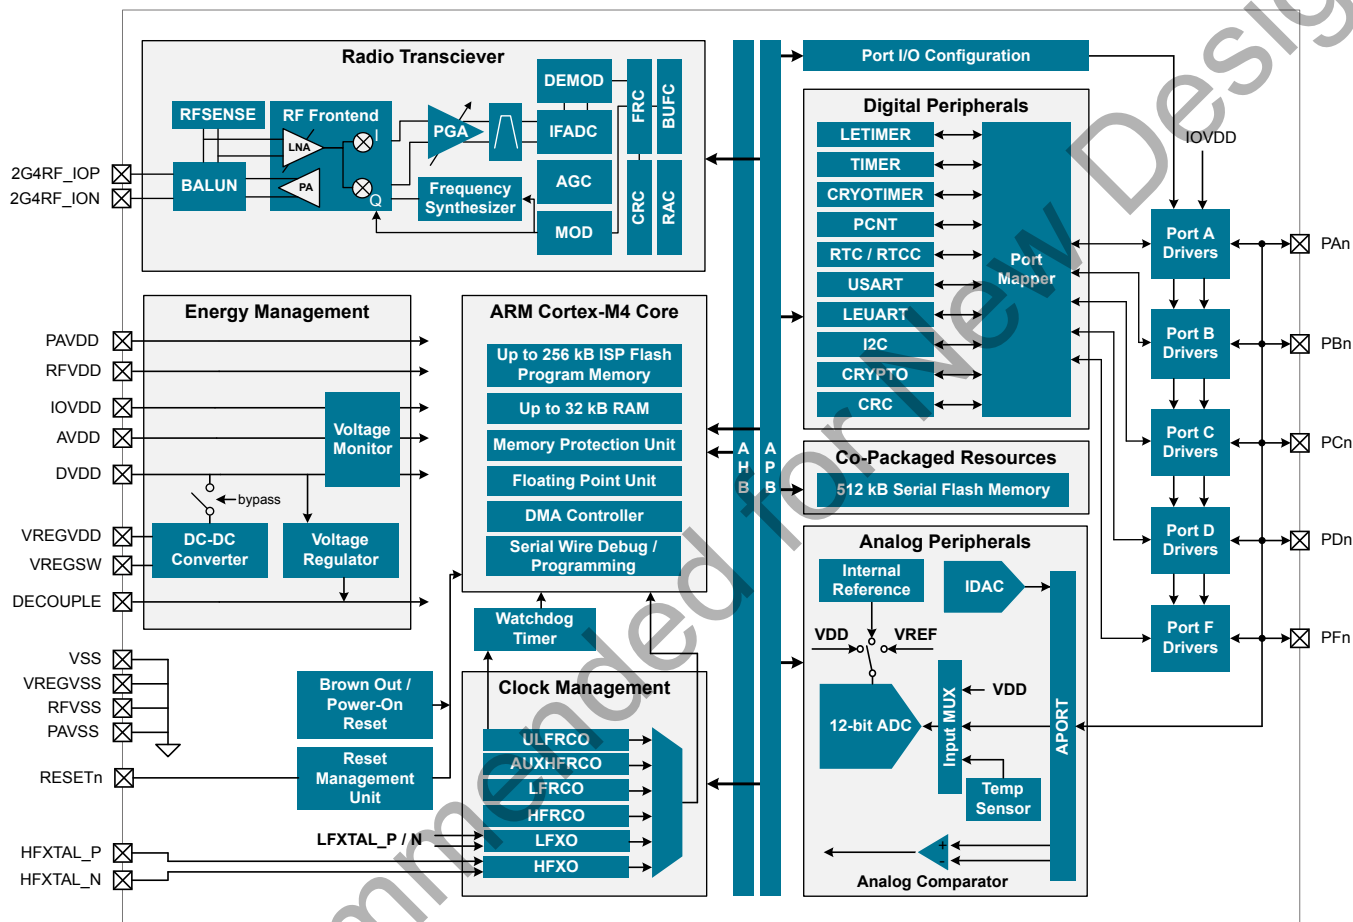 Radio Transciever
RFSENSE
RF Frontend
LNA
I
PA
Q
BALUN
PGA
DEMOD
IFADC
AGC
MOD
Frequency
Synthesizer
FRC
BUFC
CRC
RAC
2G4RF_IOP
2G4RF_ION
Energy Management
PAVDD
RFVDD
IOVDD
AVDD
DVDD
VREGVDD
VREGSW
DECOUPLE
Voltage
Monitor
bypass
DC-DC
Converter
Voltage
Regulator
VSS
VREGVSS
RFVSS
PAVSS
RESETn
HFXTAL_P
HFXTAL_N
Brown Out /
Power-On
Reset
Reset
Management
Unit
LFXTAL_P / N
ARM Cortex-M4 Core
Up to 256 kB ISP Flash
Program Memory
Up to 32 kB RAM
Memory Protection Unit
Floating Point Unit
DMA Controller
Serial Wire Debug /
Programming
Watchdog
Timer
Clock Management
ULFRCO
AUXHFRCO
LFRCO
HFRCO
LFXO
HFXO
AHB
APB
Port I/O Configuration
Digital Peripherals
LETIMER
TIMER
CRYOTIMER
PCNT
RTC / RTCC
USART
LEUART
I2C
CRYPTO
CRC
Port
Mapper
Co-Packaged Resources
512 kB Serial Flash Memory
Analog Peripherals
Internal
Reference
IDAC
VDD
VREF
12-bit ADC
Input MUX
VDD
Temp
Sensor
APORT
+
-
Analog Comparator
IOVDD
Port A
Drivers
Port B
Drivers
Port C
Drivers
Port D
Drivers
Port F
Drivers
PAn
PBn
PCn
PDn
PFn
mmended for New Desig